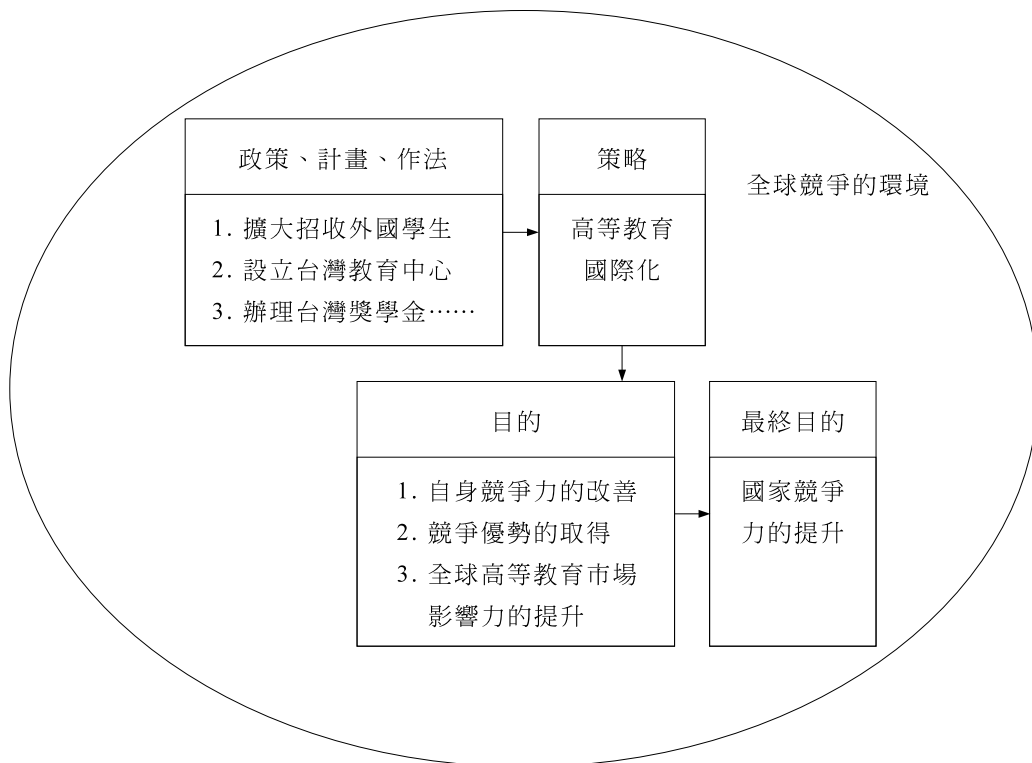 政策、計畫、作法
1. 擴大招收外國學生
2. 設立台灣教育中心
3. 辦理台灣獎學金⋯⋯
策略
高等教育
國際化
全球競爭的環境
目的
1. 自身競爭力的改善
2. 競爭優勢的取得
3. 全球高等教育市場
影響力的提升
最終目的
國家競爭
力的提升